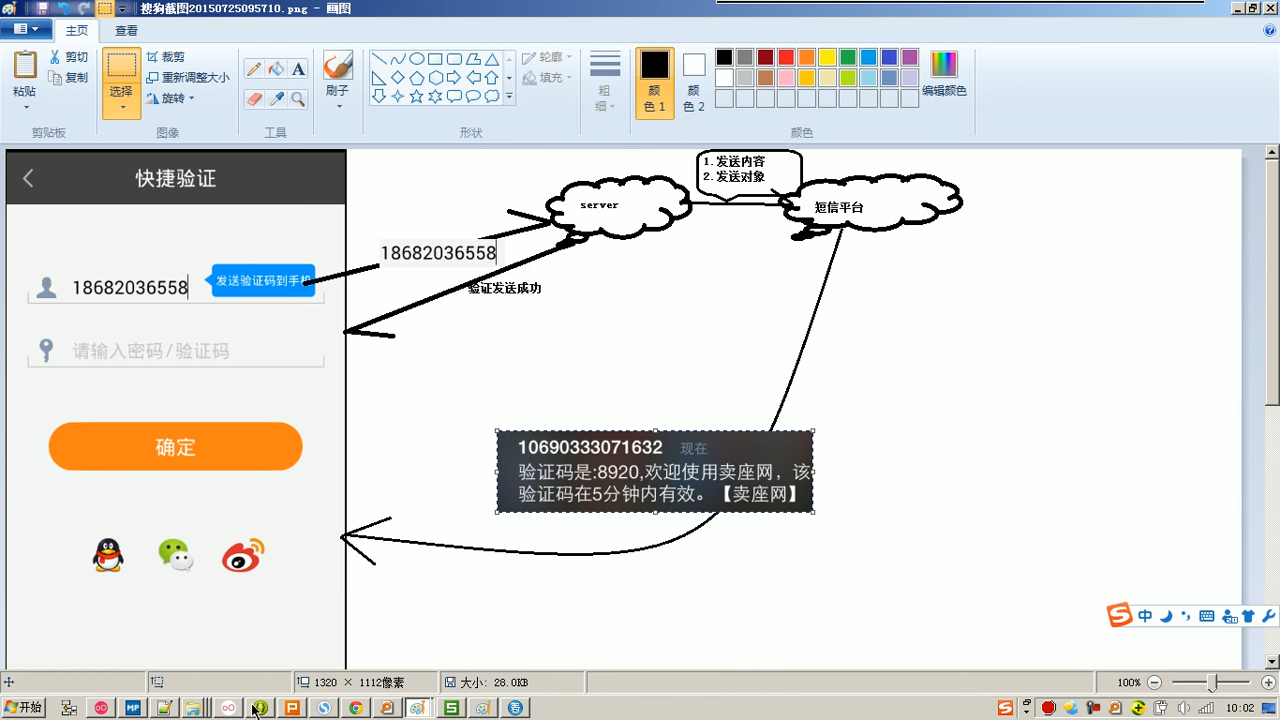 搜狗截图20150725095710.png - 画图
主页
查看
粘贴
剪切
复制
选择
裁剪
重新调整大小
旋转
A
刷子
轮廓
填充
粗
细
颜
色 1
颜
色 2
编辑颜色
剪贴板
图像
工具
形状
颜色
快捷验证
18682036558
发送验证码到手机
请输入密码/验证码
确定
18682036558
验证发送成功
server
1.发送内容
2.发送对象
短信平台
10690333071632 现在
验证码是:8920,欢迎使用卖座网，该
验证码在5分钟内有效。【卖座网】
中
1320 × 1112像素
大小: 28.0KB
100%
开始
MP
10:02